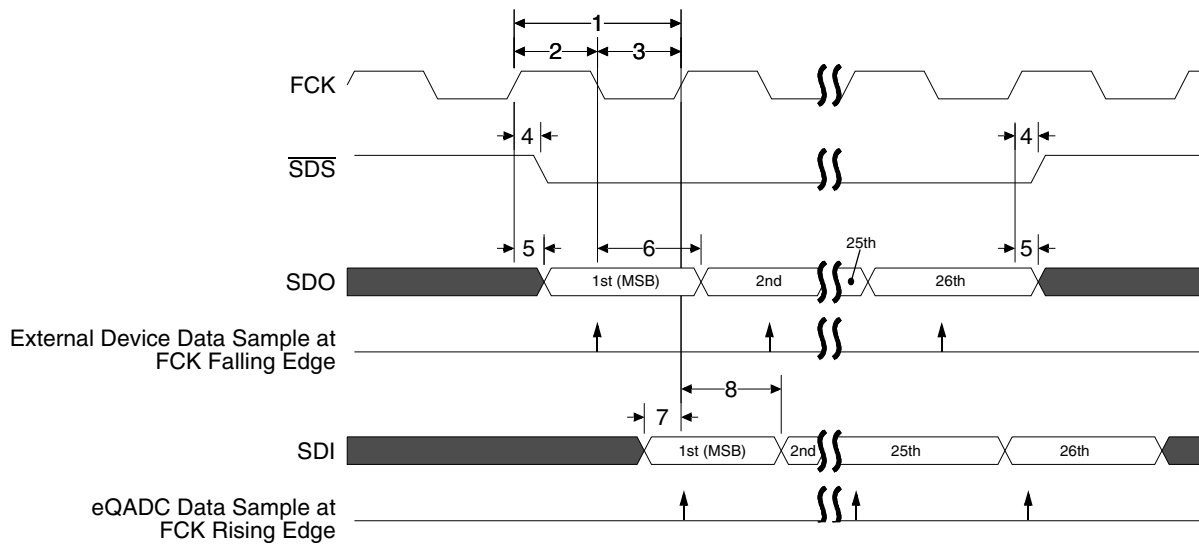 1
2 3
FCK
4 4
SDS
5 6 5
25th
SDO 1st (MSB) 2nd 26th
External Device Data Sample at
FCK Falling Edge
8
7
SDI 1st (MSB) 2nd 25th 26th
eQADC Data Sample at
FCK Rising Edge